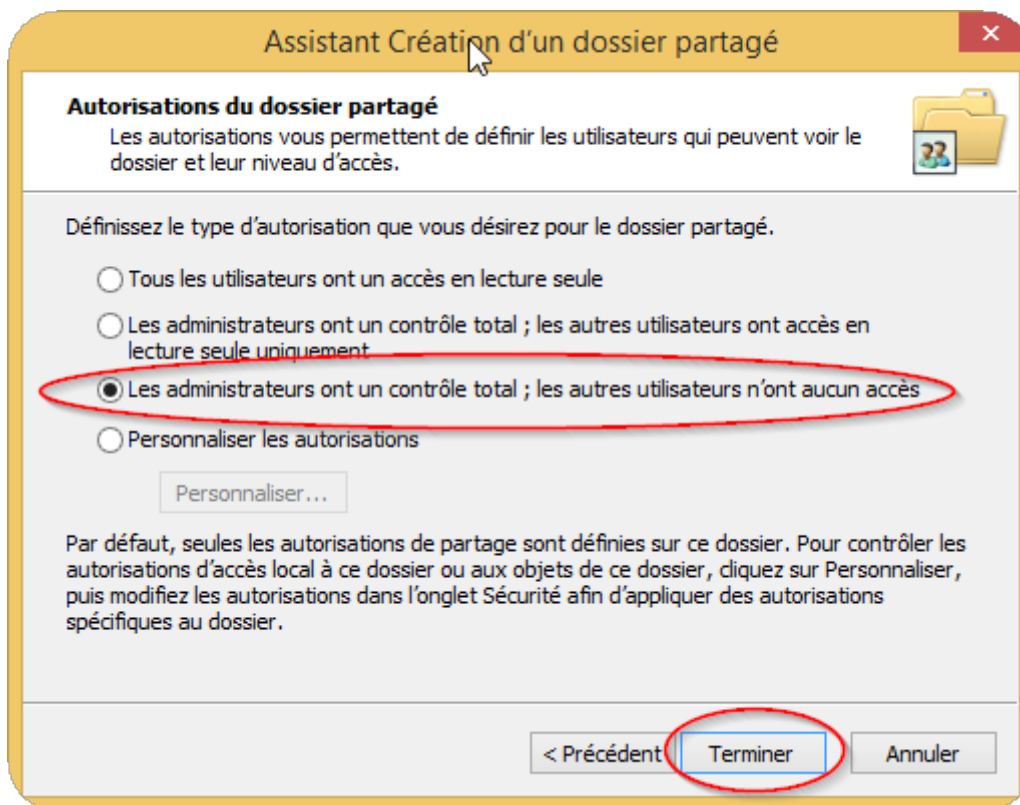 Assistant Création d'un dossier partagé
Autorisations du dossier partagé
Les autorisations vous permettent de définir les utilisateurs qui peuvent voir le
dossier et leur niveau d'accès.
Définissez le type d'autorisation que vous désirez pour le dossier partagé.
Tous les utilisateurs ont un accès en lecture seule
Les administrateurs ont un contrôle total ; les autres utilisateurs ont accès en
lecture seule uniquement
Les administrateurs ont un contrôle total ; les autres utilisateurs n'ont aucun accès
Personnaliser les autorisations
Personnaliser...
Par défaut, seules les autorisations de partage sont définies sur ce dossier. Pour contrôler les
autorisations d'accès local à ce dossier ou aux objets de ce dossier, cliquez sur Personnaliser,
puis modifiez les autorisations dans l'onglet Sécurité afin d'appliquer des autorisations
spécifiques au dossier.
< Précédent Terminer Annuler